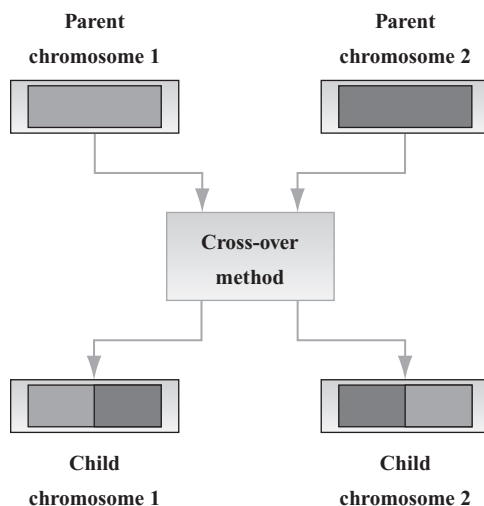 Parent
chromosome 1
Parent
chromosome 2
Cross-over
method
Child
chromosome 1
Child
chromosome 2